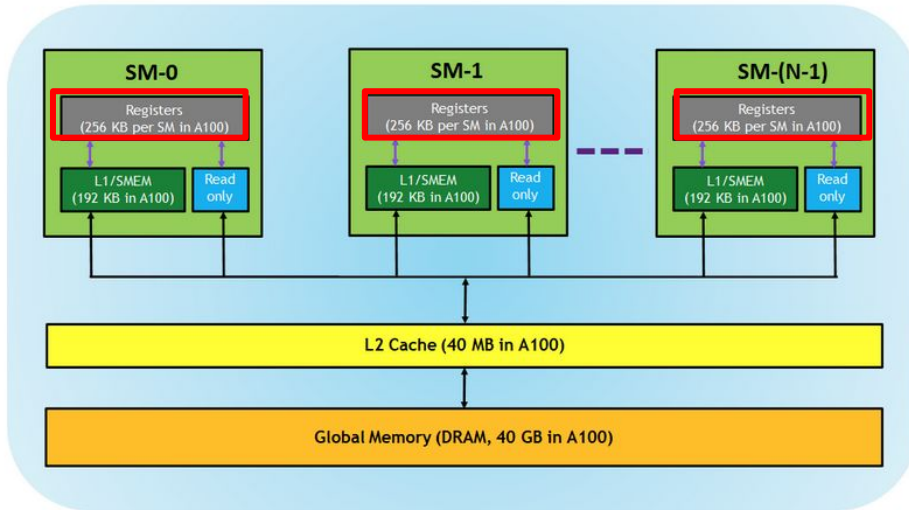 SM-0
Registers
(256 KB per SM in A100)
L1/SMEM
(192 KB in A100)
Read
only
SM-1
Registers
(256 KB per SM in A100)
L1/SMEM
(192 KB in A100)
Read
only
SM-(N-1)
Registers
(256 KB per SM in A100)
L1/SMEM
(192 KB in A100)
Read
only
L2 Cache (40 MB in A100)
Global Memory (DRAM, 40 GB in A100)